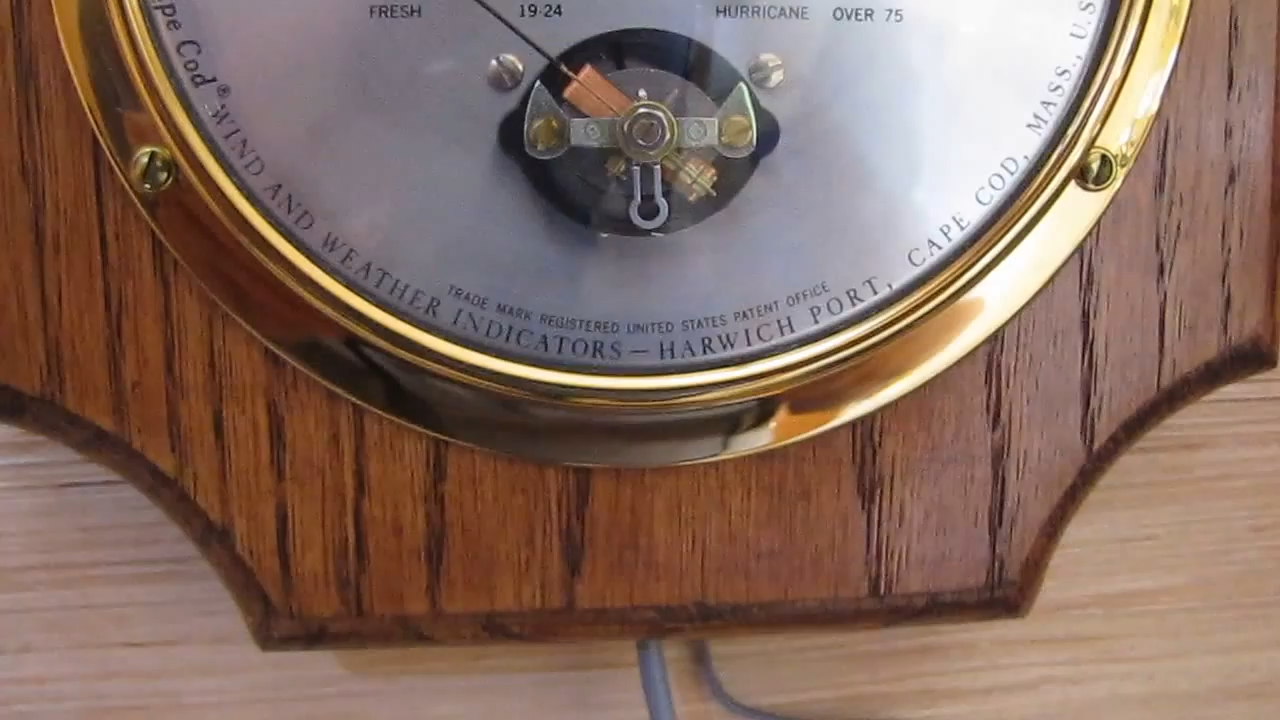 FRESH 19-24 HURRICANE OVER 75
Cape Cod® WIND AND WEATHER INDICATORS — HARWICH PORT, CAPE COD, MASS., U.S
TRADE MARK REGISTERED UNITED STATES PATENT OFFICE